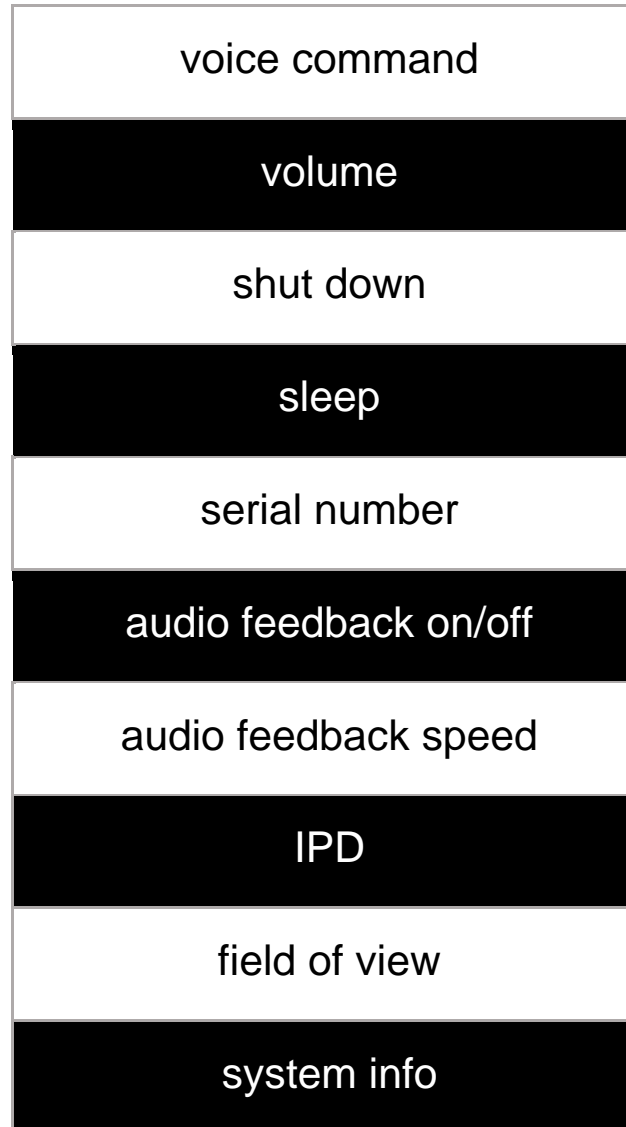 voice command
volume
shut down
sleep
serial number
audio feedback on/off
audio feedback speed
IPD
field of view
system info